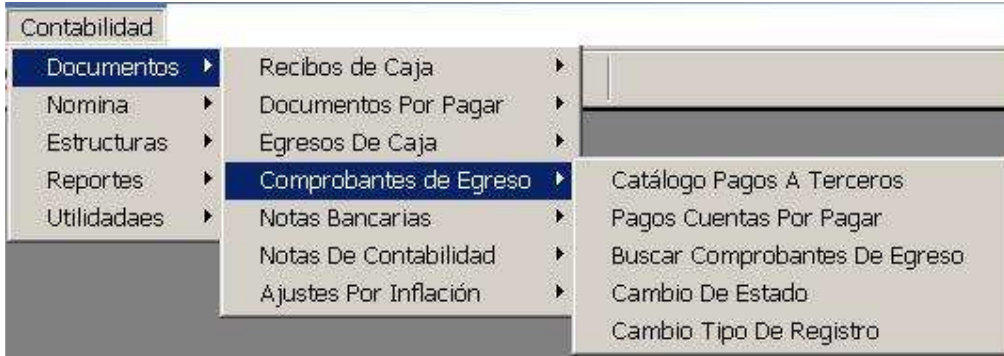 Contabilidad
Documentos
Nomina
Estructuras
Reportes
Utilidadaes
Recibos de Caja
Documentos Por Pagar
Egresos De Caja
Comprobantes de Egreso
Notas Bancarias
Notas De Contabilidad
Ajustes Por Inflación
Catálogo Pagos A Terceros
Pagos Cuentas Por Pagar
Buscar Comprobantes De Egreso
Cambio De Estado
Cambio Tipo De Registro